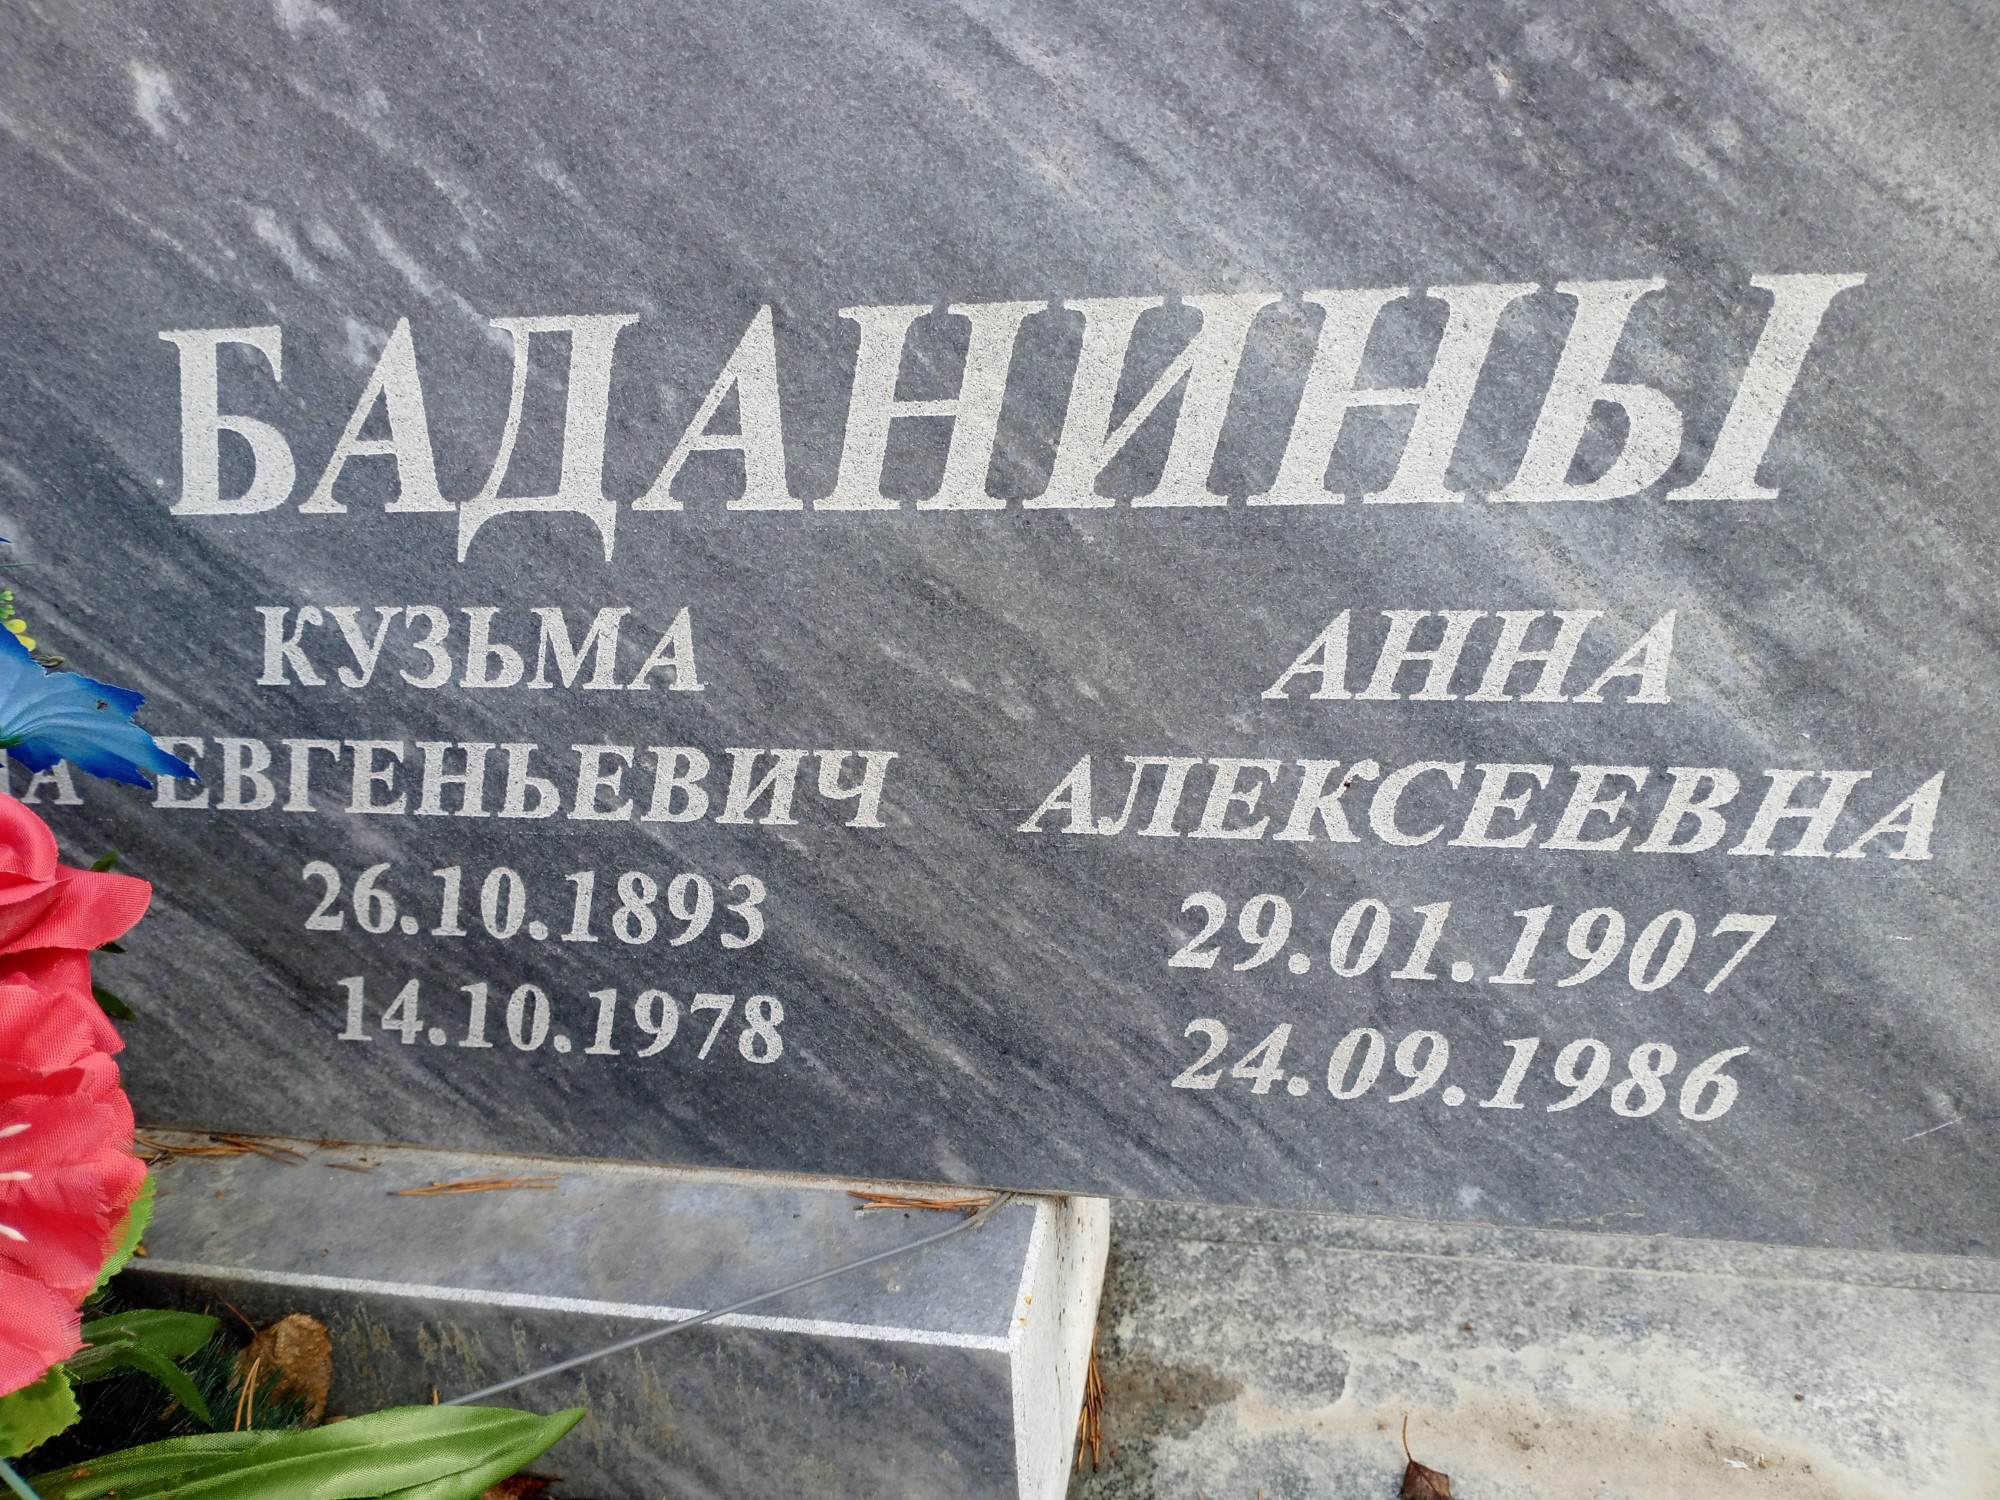 БАДАНИНЫ
КУЗЬМА
ЕВГЕНЬЕВИЧ
26.10.1893
14.10.1978
АННА
АЛЕКСЕЕВНА
29.01.1907
24.09.1986